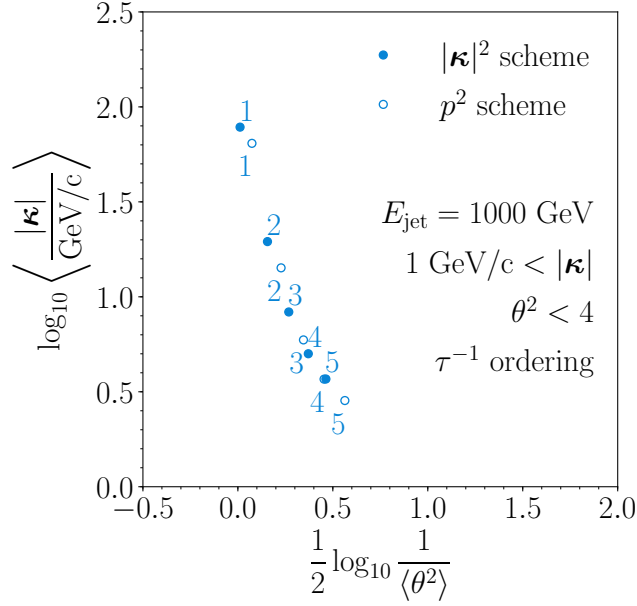 2.5
2.0
1.5
1.0
0.5
0.0
−0.5
0.0
0.5
1.0
1.5
2.0
log₁₀ ⟨|κ| / GeV/c⟩
1/2 log₁₀ 1/⟨θ²⟩
|κ|² scheme
p² scheme
E_jet = 1000 GeV
1 GeV/c < |κ|
θ² < 4
τ⁻¹ ordering
1
1
2
2
3
3
4
4
5
5